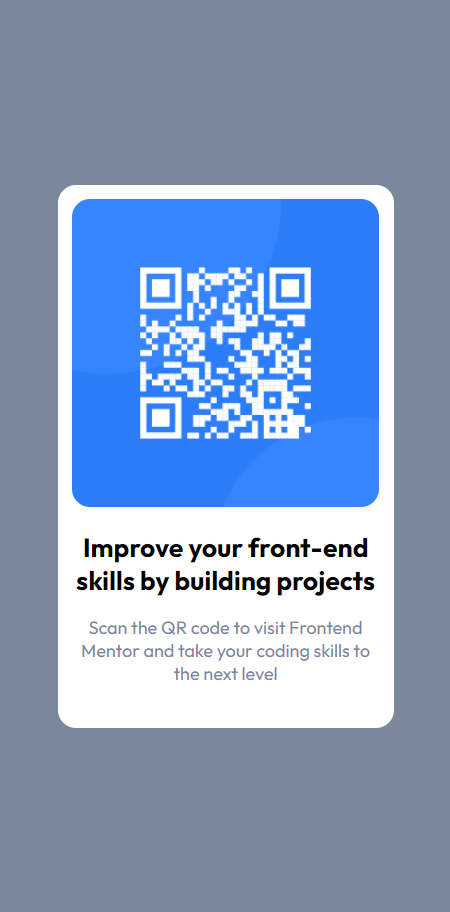 Improve your front-end
skills by building projects
Scan the QR code to visit Frontend
Mentor and take your coding skills to
the next level